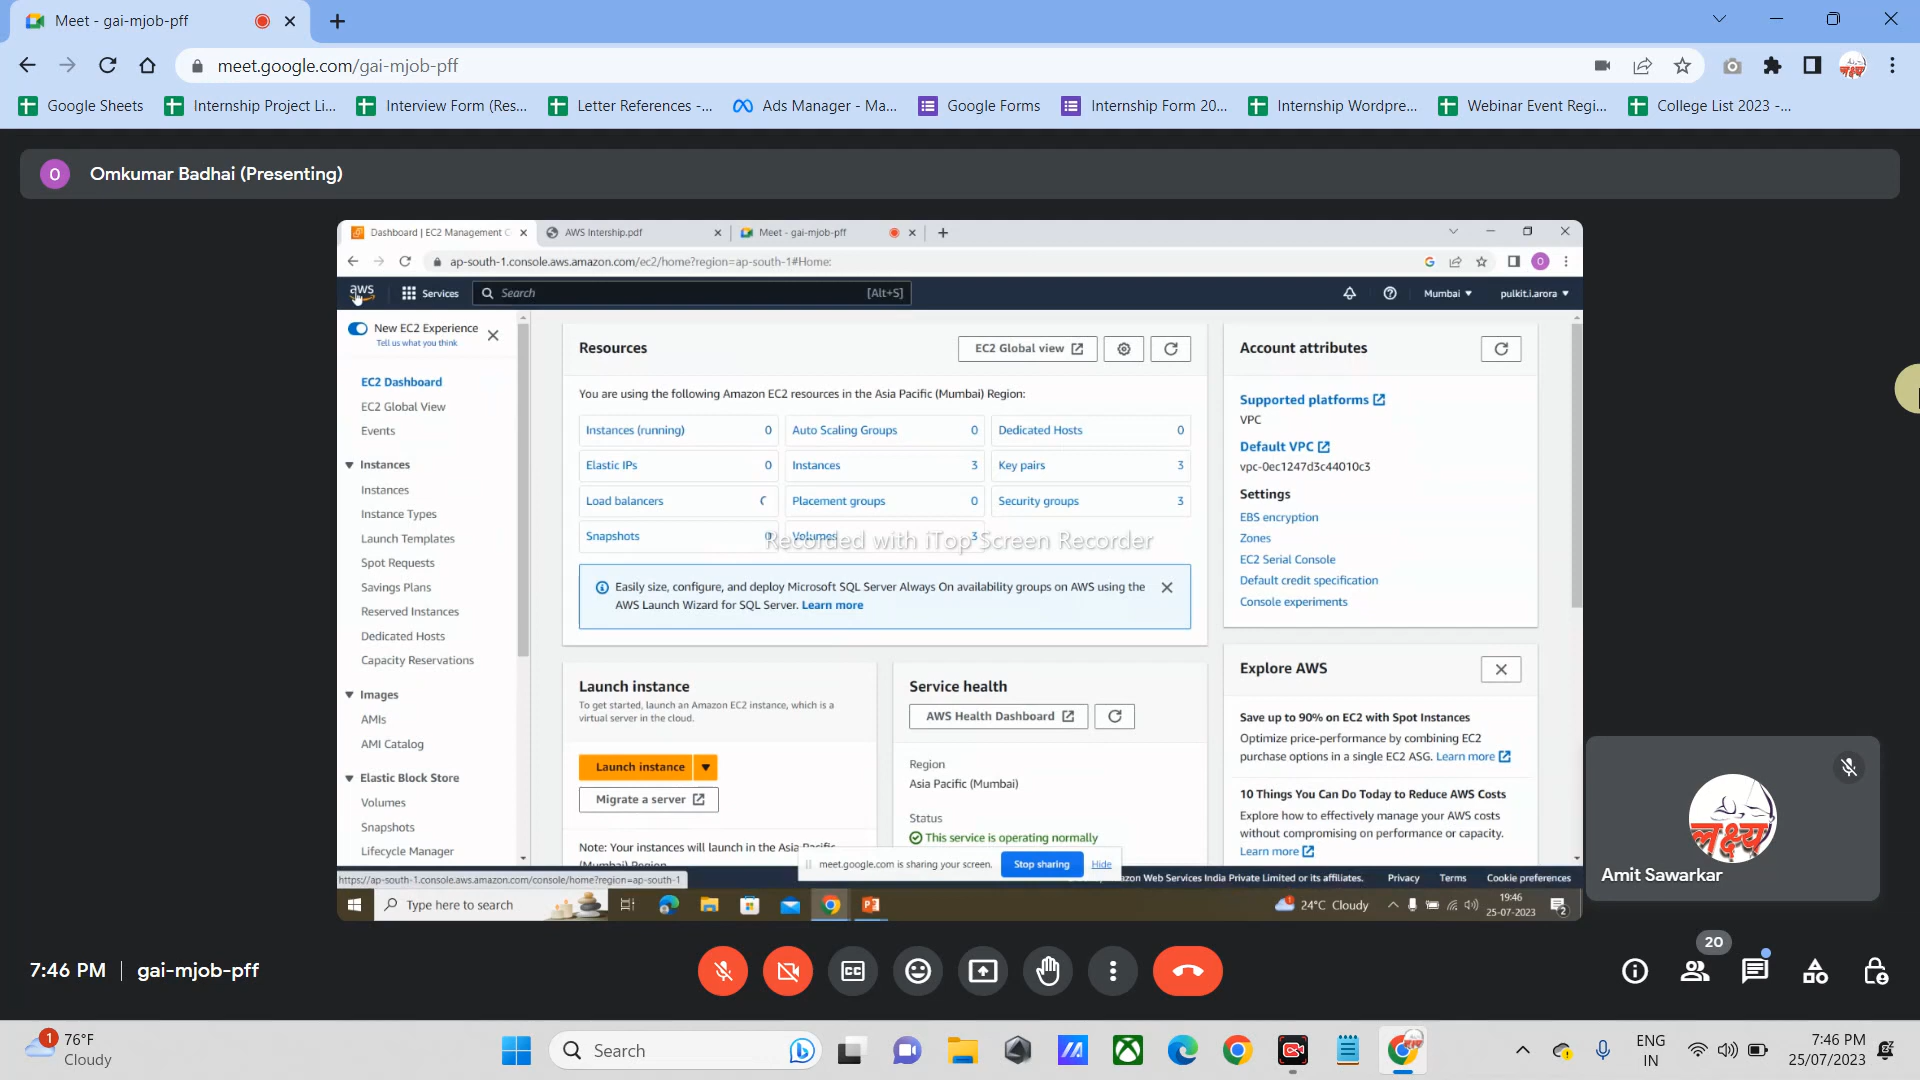 Meet - gai-mjob-pff
meet.google.com/gai-mjob-pff
Google Sheets
Internship Project Li...
Interview Form (Res...
Letter References -...
Ads Manager - Ma...
Google Forms
Internship Form 20...
Internship Wordpre...
Webinar Event Regi...
College List 2023 -...
O
Omkumar Badhai (Presenting)
Dashboard | EC2 Management C
AWS Intership.pdf
Meet - gai-mjob-pff
ap-south-1.console.aws.amazon.com/ec2/home?region=ap-south-1#Home:
O
aws
Services
Search
[Alt+S]
Mumbai
pulkit.i.arora
New EC2 Experience
Tell us what you think
EC2 Dashboard
EC2 Global View
Events
Instances
Instances
Instance Types
Launch Templates
Spot Requests
Savings Plans
Reserved Instances
Dedicated Hosts
Capacity Reservations
Images
AMIs
AMI Catalog
Elastic Block Store
Volumes
Snapshots
Lifecycle Manager
Resources
EC2 Global view
You are using the following Amazon EC2 resources in the Asia Pacific (Mumbai) Region:
Instances (running) 0
Auto Scaling Groups 0
Dedicated Hosts 0
Elastic IPs 0
Instances 3
Key pairs 3
Load balancers
Placement groups 0
Security groups 3
Snapshots 0
Volumes 3
Recorded with iTop Screen Recorder
Easily size, configure, and deploy Microsoft SQL Server Always On availability groups on AWS using the
AWS Launch Wizard for SQL Server. Learn more
Launch instance
To get started, launch an Amazon EC2 instance, which is a
virtual server in the cloud.
Launch instance
Migrate a server
Note: Your instances will launch in the Asia Pacific
(Mumbai) Region
Service health
AWS Health Dashboard
Region
Asia Pacific (Mumbai)
Status
This service is operating normally
Account attributes
Supported platforms
VPC
Default VPC
vpc-0ec1247d3c44010c3
Settings
EBS encryption
Zones
EC2 Serial Console
Default credit specification
Console experiments
Explore AWS
Save up to 90% on EC2 with Spot Instances
Optimize price-performance by combining EC2
purchase options in a single EC2 ASG. Learn more
10 Things You Can Do Today to Reduce AWS Costs
Explore how to effectively manage your AWS costs
without compromising on performance or capacity.
Learn more
meet.google.com is sharing your screen.
Stop sharing
Hide
https://ap-south-1.console.aws.amazon.com/console/home?region=ap-south-1
zon Web Services India Private Limited or its affiliates.
Privacy
Terms
Cookie preferences
Type here to search
24°C Cloudy
19:46
25-07-2023
2
लक्ष्य
Amit Sawarkar
7:46 PM
gai-mjob-pff
20
1
76°F
Cloudy
Search
ENG
IN
7:46 PM
25/07/2023